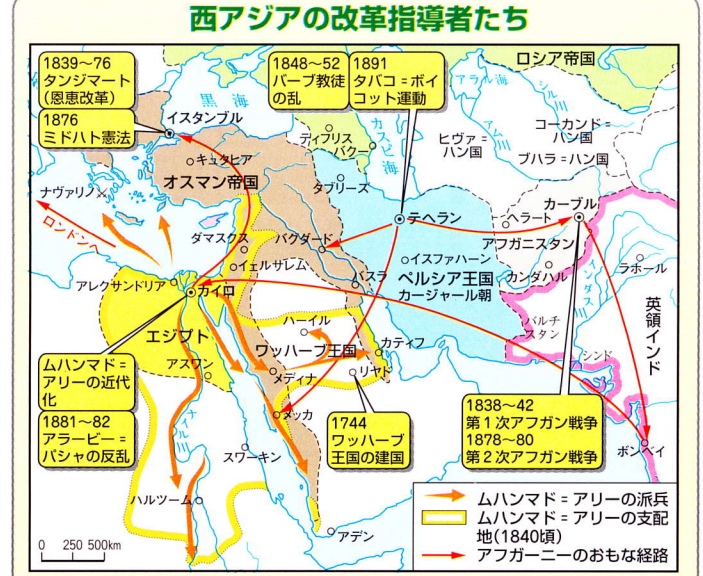 西アジアの改革指導者たち
1839～76
タンジマート
(恩恵改革)
1876
ミドハト憲法
1848～52
バーブ教徒
の乱
1891
タバコ＝ボイ
コット運動
ロシア帝国
黒海
アラル海
シル川
アム川
カスピ海
イスタンブル
ティフリス
バクー
ヒヴァ＝
ハン国
コーカンド＝
ハン国
ブハラ＝ハン国
キュタヒア
オスマン帝国
タブリーズ
ナヴァリノ
ロンドンへ
テヘラン
ヘラート
カーブル
アフガニスタン
ダマスクス
バグダード
イェルサレム
イスファハーン
カンダハル
インダス川
ラホール
アレクサンドリア
カイロ
バスラ
ペルシア王国
カージャール朝
エジプト
ハーイル
バルチ
スタン
英領インド
ワッハーブ王国
カティフ
シンド
アスワン
メディナ
リヤド
ムハンマド＝
アリーの近代
化
1881～82
アラービー＝
パシャの反乱
メッカ
1744
ワッハーブ
王国の建国
1838～42
第1次アフガン戦争
1878～80
第2次アフガン戦争
ナイル川
スワーキン
ボンベイ
ハルツーム
アデン
0 250 500km
ムハンマド＝アリーの派兵
ムハンマド＝アリーの支配
地(1840頃)
アフガーニーのおもな経路